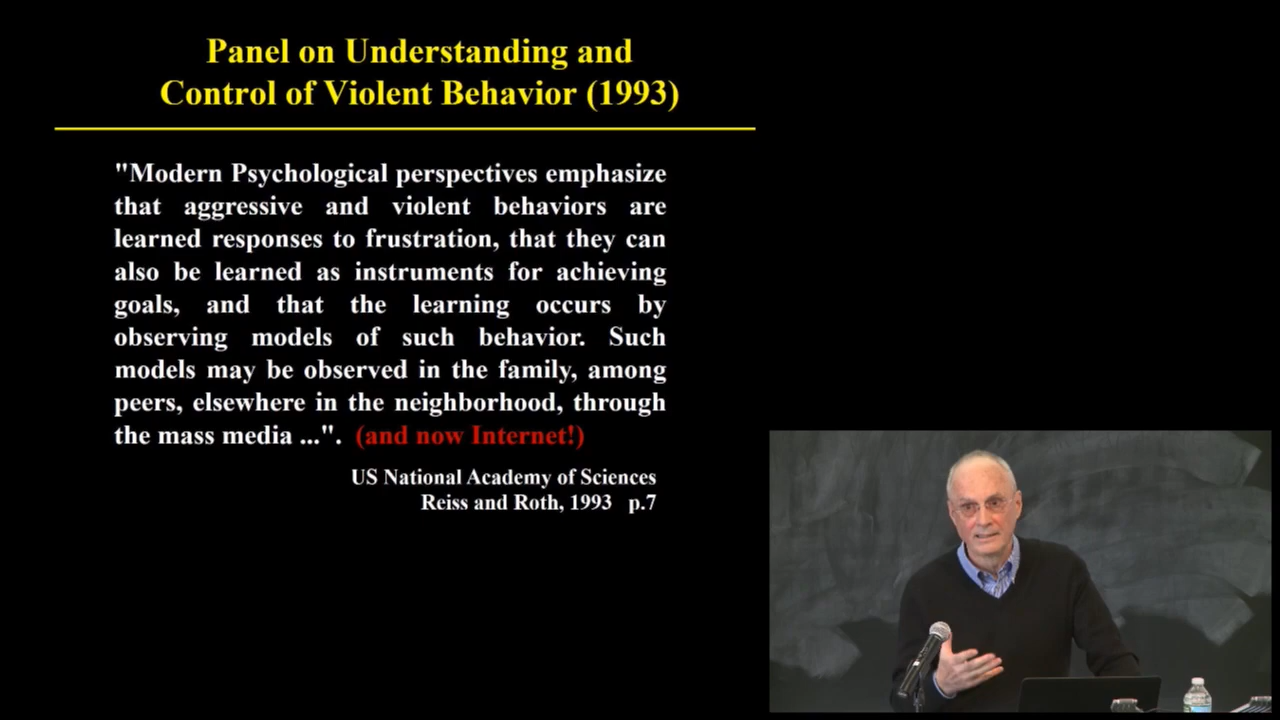 Panel on Understanding and
Control of Violent Behavior (1993)
"Modern Psychological perspectives emphasize
that aggressive and violent behaviors are
learned responses to frustration, that they can
also be learned as instruments for achieving
goals, and that the learning occurs by
observing models of such behavior. Such
models may be observed in the family, among
peers, elsewhere in the neighborhood, through
the mass media ...". (and now Internet!)
US National Academy of Sciences
Reiss and Roth, 1993 p.7